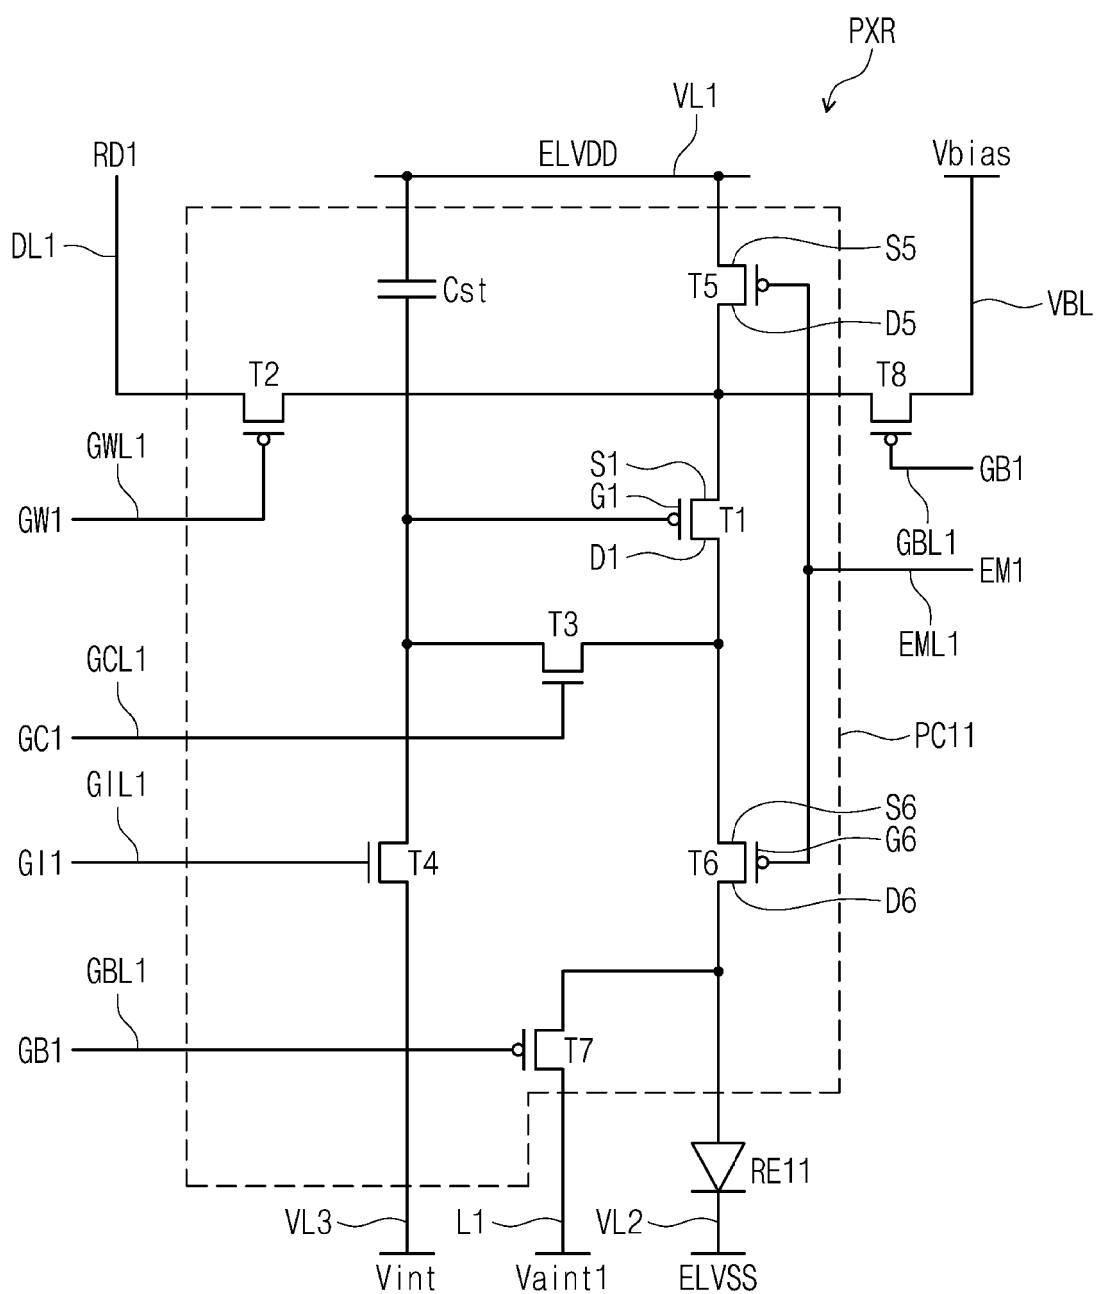 PXR
VL1
RD1
ELVDD
Vbias
DL1
S5
T5
Cst
VBL
D5
T2
T8
GWL1
S1
G1
GB1
GW1
T1
D1
GBL1
EM1
T3
EML1
GCL1
GC1
PC11
GIL1
S6
G6
GI1
T4
T6
D6
GBL1
GB1
T7
RE11
VL3
L1
VL2
Vint
Vaint1
ELVSS